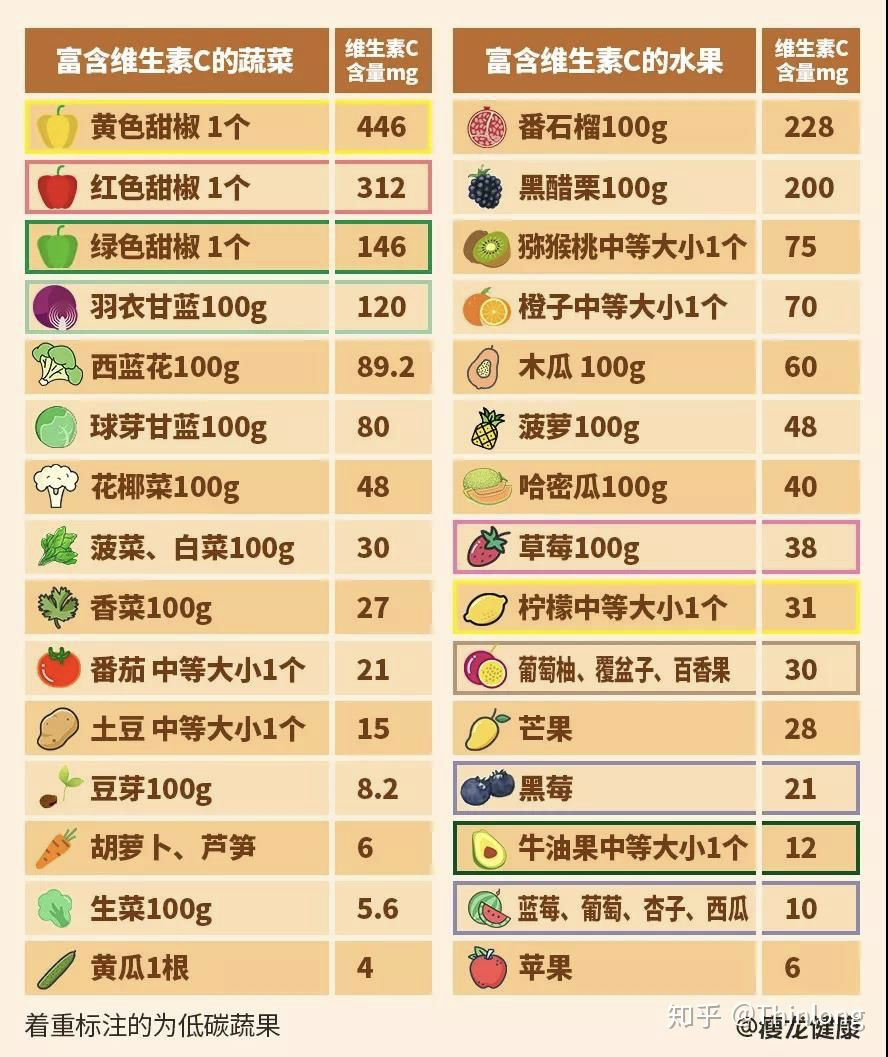 富含维生素C的蔬菜
维生素C
含量mg
黄色甜椒 1个 446
红色甜椒 1个 312
绿色甜椒 1个 146
羽衣甘蓝100g 120
西蓝花100g 89.2
球芽甘蓝100g 80
花椰菜100g 48
菠菜、白菜100g 30
香菜100g 27
番茄 中等大小1个 21
土豆 中等大小1个 15
豆芽100g 8.2
胡萝卜、芦笋 6
生菜100g 5.6
黄瓜1根 4
富含维生素C的水果
维生素C
含量mg
番石榴100g 228
黑醋栗100g 200
猕猴桃中等大小1个 75
橙子中等大小1个 70
木瓜 100g 60
菠萝100g 48
哈密瓜100g 40
草莓100g 38
柠檬中等大小1个 31
葡萄柚、覆盆子、百香果 30
芒果 28
黑莓 21
牛油果中等大小1个 12
蓝莓、葡萄、杏子、西瓜 10
苹果 6
着重标注的为低碳蔬果
知乎 @Thinlong
@瘦龙健康